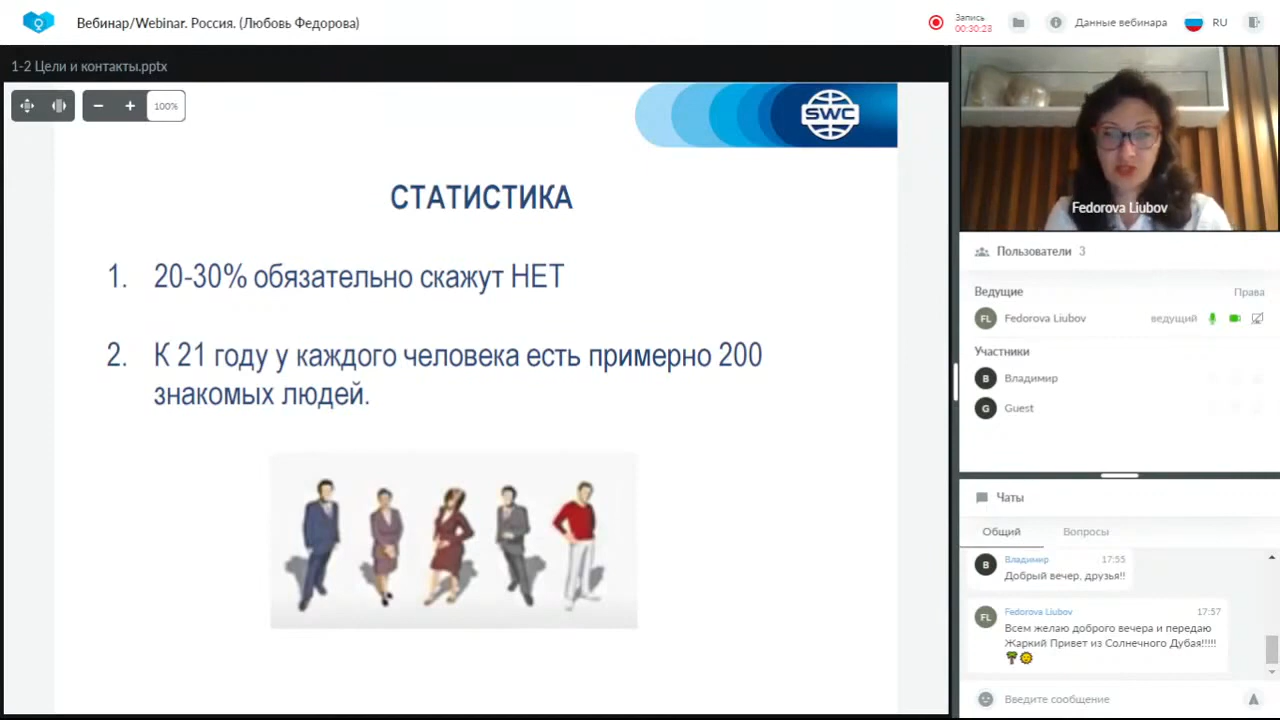 Вебинар/Webinar. Россия. (Любовь Федорова)
Запись
00:30:23
Данные вебинара
RU
1-2 Цели и контакты.pptx
100%
SWC
СТАТИСТИКА
1. 20-30% обязательно скажут НЕТ
2. К 21 году у каждого человека есть примерно 200
знакомых людей.
Fedorova Liubov
Пользователи 3
Ведущие Права
FL Fedorova Liubov ведущий
Участники
В Владимир
G Guest
Чаты
Общий Вопросы
В Владимир 17:55
Добрый вечер, друзья!!
FL Fedorova Liubov 17:57
Всем желаю доброго вечера и передаю
Жаркий Привет из Солнечного Дубая!!!!!
Введите сообщение